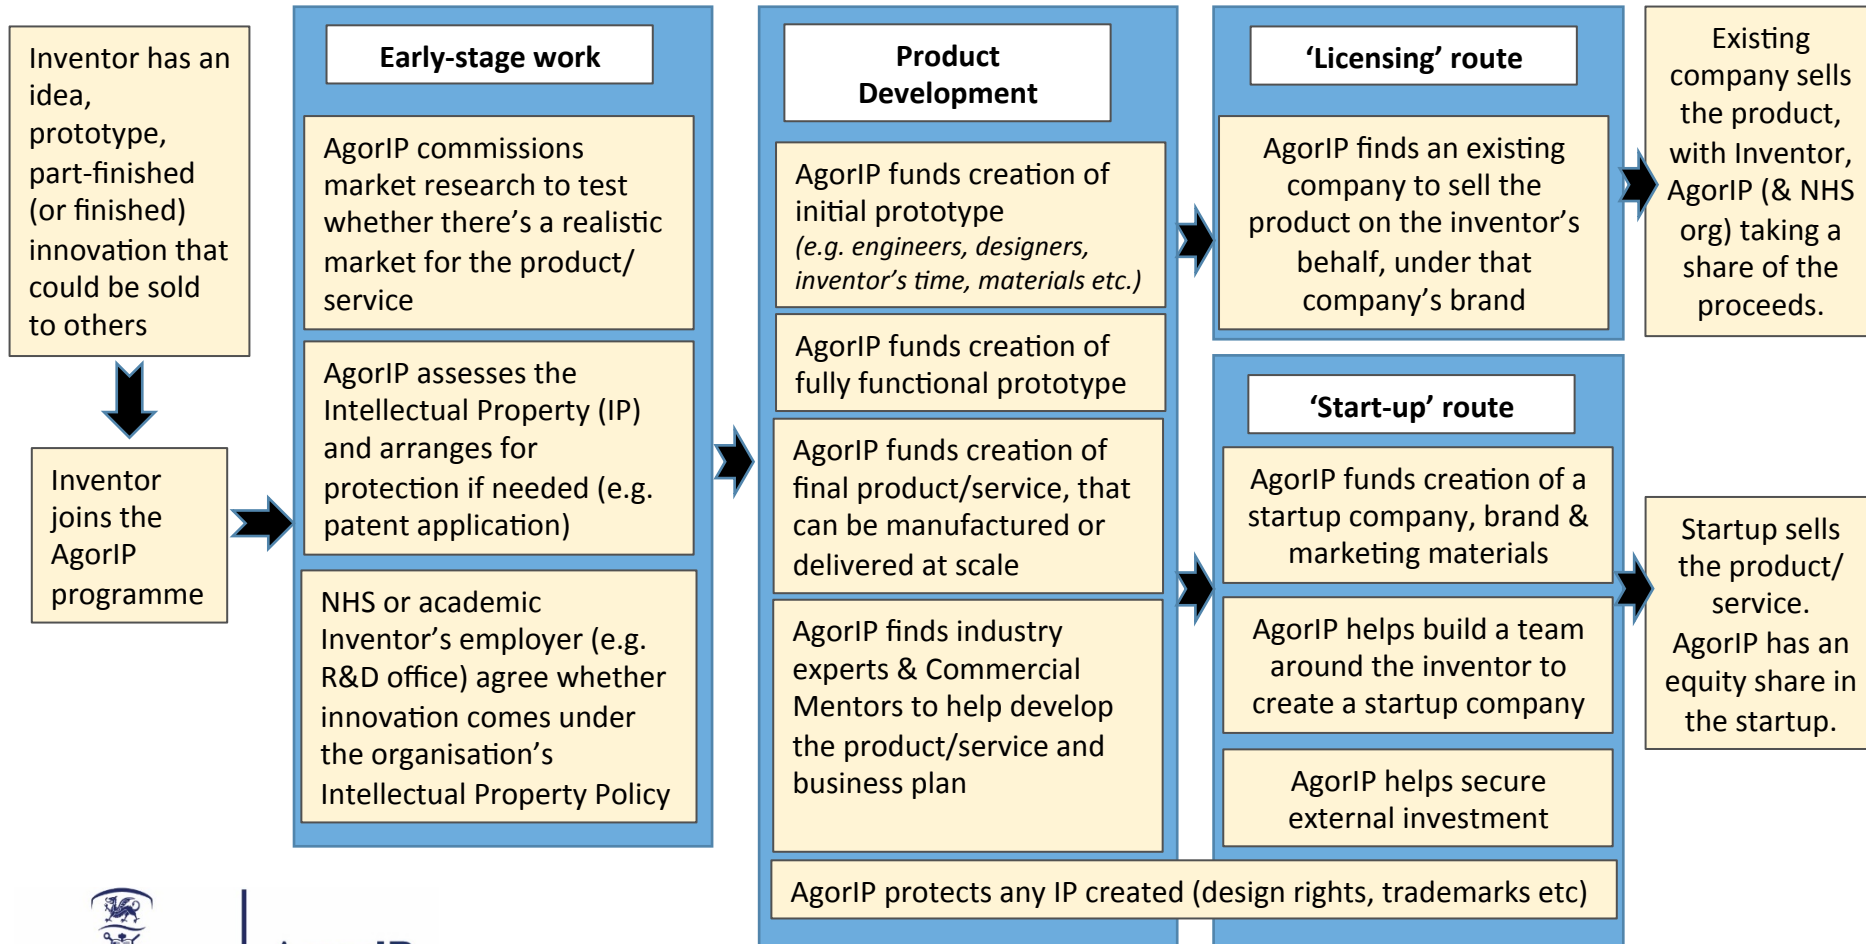 Inventor has an
idea,
prototype,
part-finished
(or finished)
innovation that
could be sold
to others
Inventor
joins the
AgorIP
programme
Early-stage work
AgorIP commissions
market research to test
whether there’s a realistic
market for the product/
service
AgorIP assesses the
Intellectual Property (IP)
and arranges for
protection if needed (e.g.
patent application)
NHS or academic
Inventor’s employer (e.g.
R&D office) agree whether
innovation comes under
the organisation’s
Intellectual Property Policy
Product
Development
AgorIP funds creation of
initial prototype
(e.g. engineers, designers,
inventor’s time, materials etc.)
AgorIP funds creation of
fully functional prototype
AgorIP funds creation of
final product/service, that
can be manufactured or
delivered at scale
AgorIP finds industry
experts & Commercial
Mentors to help develop
the product/service and
business plan
‘Licensing’ route
AgorIP finds an existing
company to sell the
product on the inventor’s
behalf, under that
company’s brand
Existing
company sells
the product,
with Inventor,
AgorIP (& NHS
org) taking a
share of the
proceeds.
‘Start-up’ route
AgorIP funds creation of a
startup company, brand &
marketing materials
AgorIP helps build a team
around the inventor to
create a startup company
AgorIP helps secure
external investment
Startup sells
the product/
service.
AgorIP has an
equity share in
the startup.
AgorIP protects any IP created (design rights, trademarks etc)
AgorIP